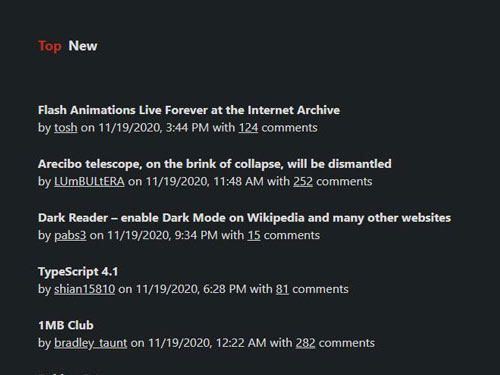 Top New
Flash Animations Live Forever at the Internet Archive
by tosh on 11/19/2020, 3:44 PM with 124 comments
Arecibo telescope, on the brink of collapse, will be dismantled
by LUmBULtERA on 11/19/2020, 11:48 AM with 252 comments
Dark Reader – enable Dark Mode on Wikipedia and many other websites
by pabs3 on 11/19/2020, 9:34 PM with 15 comments
TypeScript 4.1
by shian15810 on 11/19/2020, 6:28 PM with 81 comments
1MB Club
by bradley_taunt on 11/19/2020, 12:22 AM with 282 comments